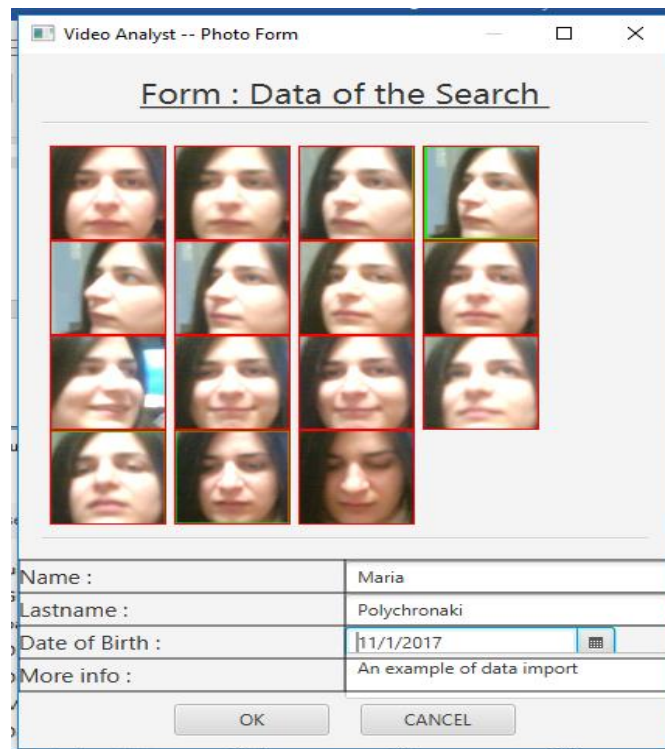 Video Analyst -- Photo Form
Form : Data of the Search
Name : Maria
Lastname : Polychronaki
Date of Birth : 11/1/2017
More info : An example of data import
OK CANCEL